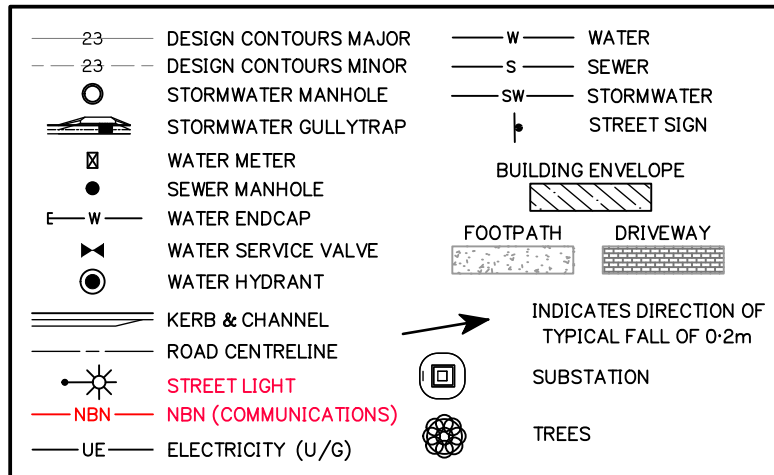 23 DESIGN CONTOURS MAJOR
23 DESIGN CONTOURS MINOR
STORMWATER MANHOLE
STORMWATER GULLYTRAP
WATER METER
SEWER MANHOLE
E W WATER ENDCAP
WATER SERVICE VALVE
WATER HYDRANT
KERB & CHANNEL
ROAD CENTRELINE
STREET LIGHT
NBN NBN (COMMUNICATIONS)
UE ELECTRICITY (U/G)
W WATER
S SEWER
SW STORMWATER
STREET SIGN
BUILDING ENVELOPE
FOOTPATH DRIVEWAY
INDICATES DIRECTION OF
TYPICAL FALL OF 0·2m
SUBSTATION
TREES